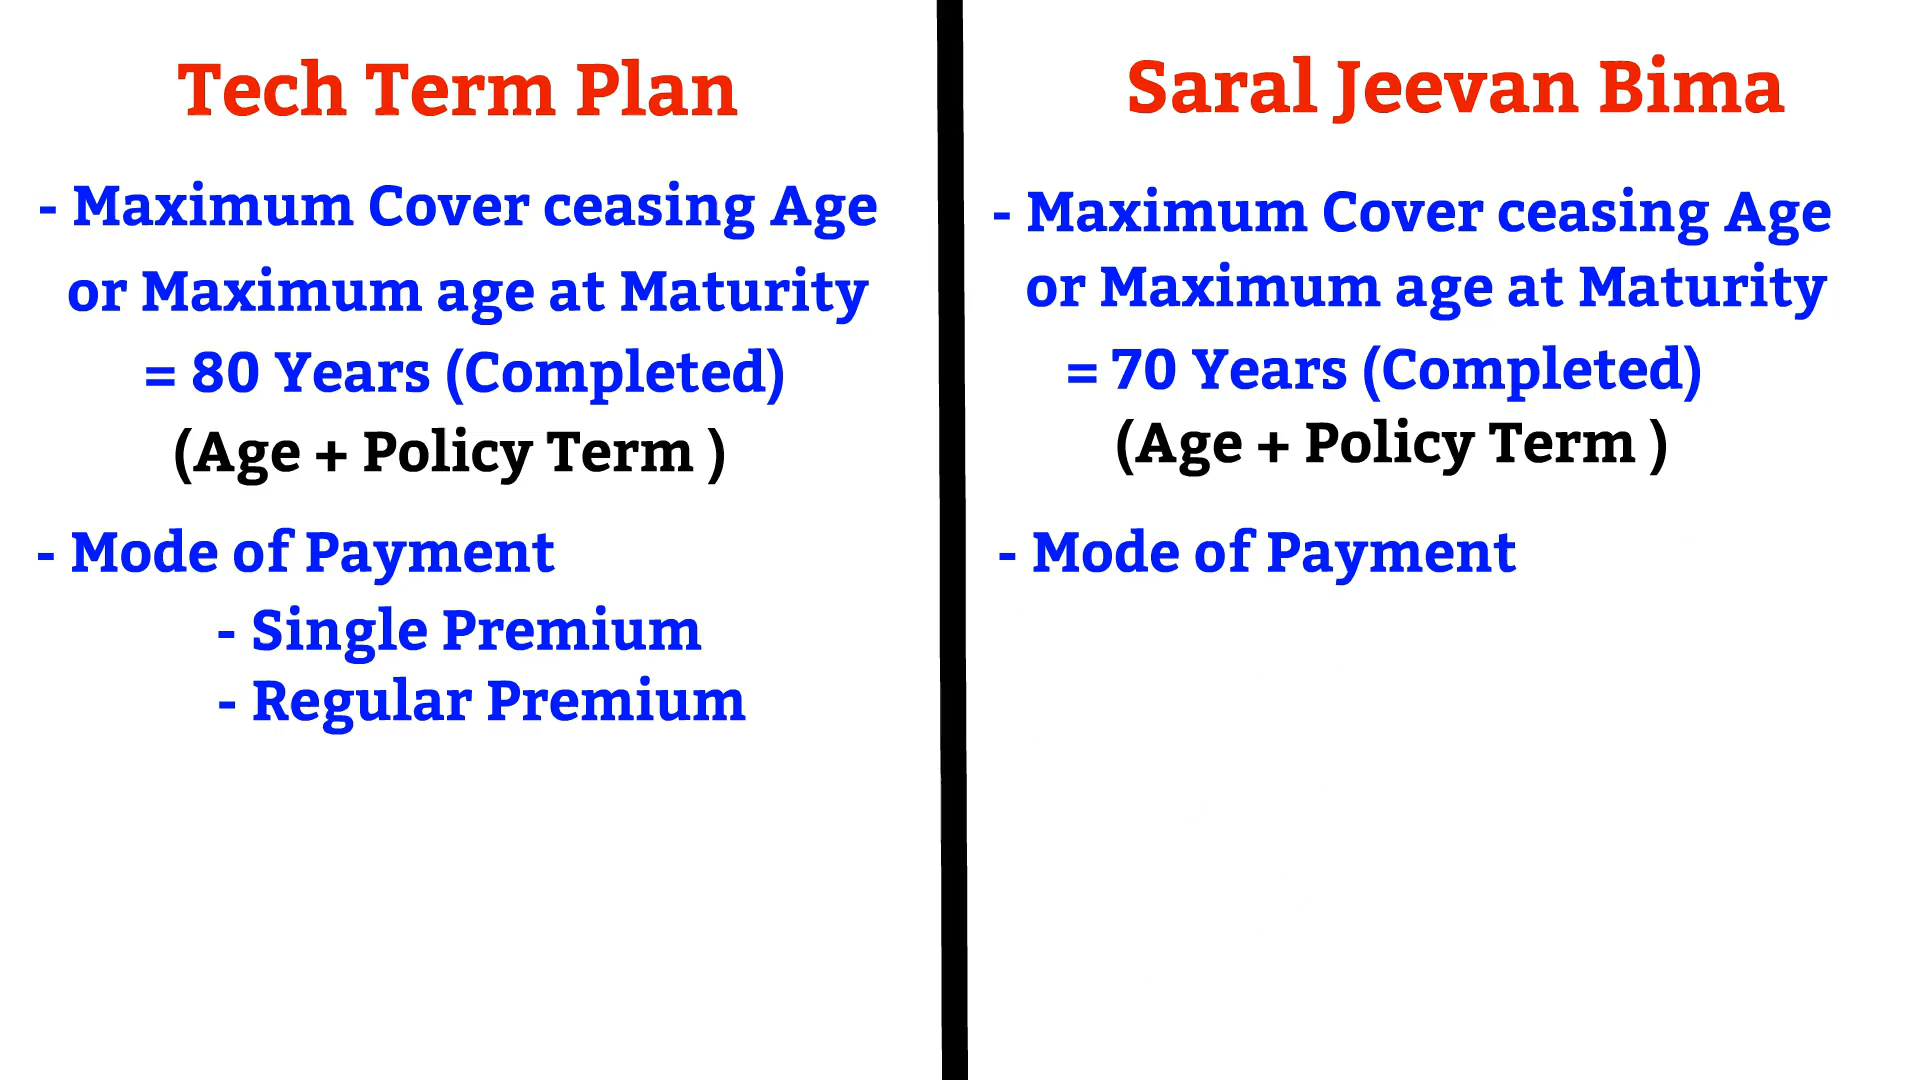 Tech Term Plan
- Maximum Cover ceasing Age
or Maximum age at Maturity
= 80 Years (Completed)
(Age + Policy Term )
- Mode of Payment
- Single Premium
- Regular Premium
Saral Jeevan Bima
- Maximum Cover ceasing Age
or Maximum age at Maturity
= 70 Years (Completed)
(Age + Policy Term )
- Mode of Payment